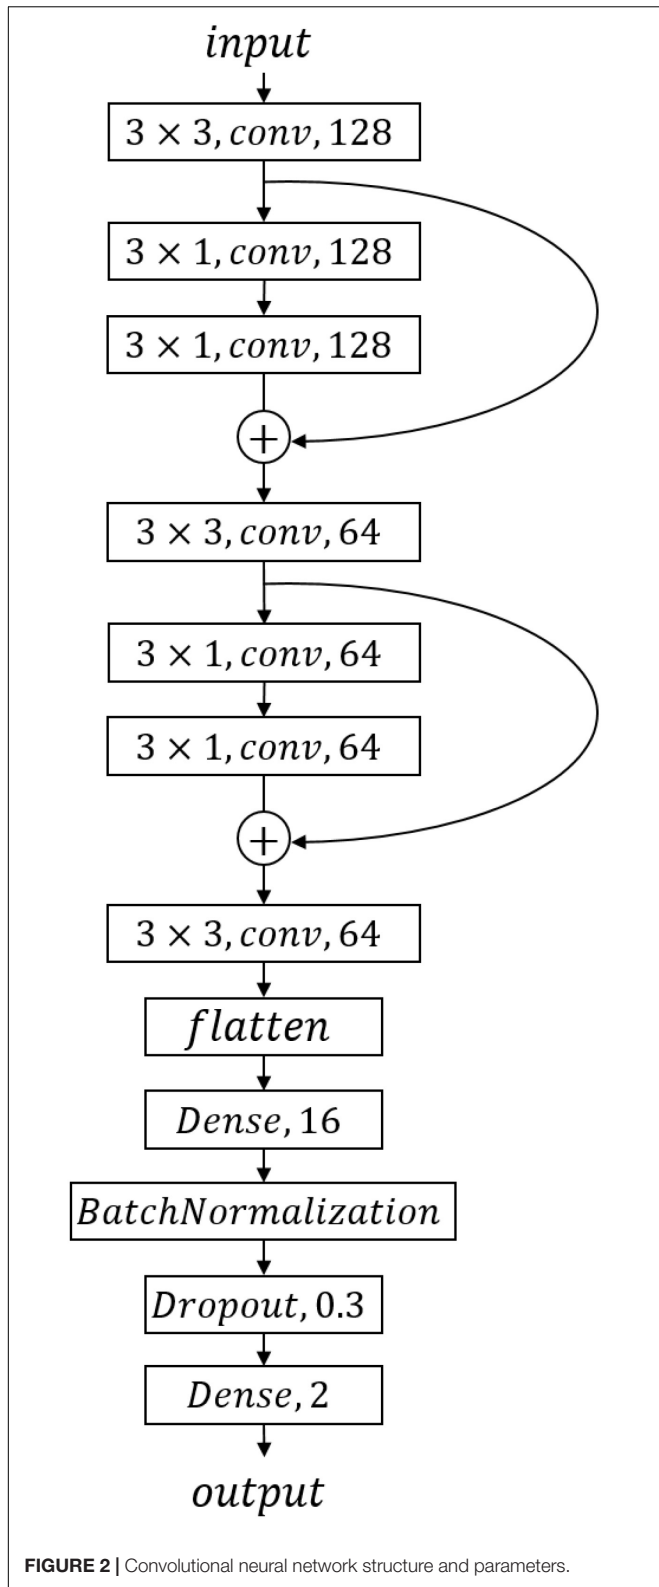 input
3 × 3, conv, 128
3 × 1, conv, 128
3 × 1, conv, 128
+
3 × 3, conv, 64
3 × 1, conv, 64
3 × 1, conv, 64
+
3 × 3, conv, 64
flatten
Dense, 16
BatchNormalization
Dropout, 0.3
Dense, 2
output
FIGURE 2 | Convolutional neural network structure and parameters.